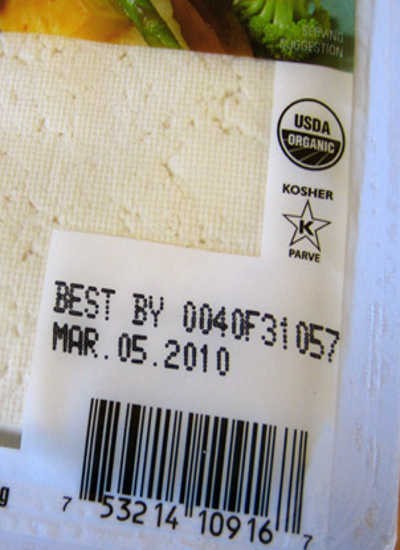 SERVING
SUGGESTION
USDA
ORGANIC
KOSHER
K
PARVE
BEST BY 0040F31057
MAR.05.2010
g
7 53214 10916 7